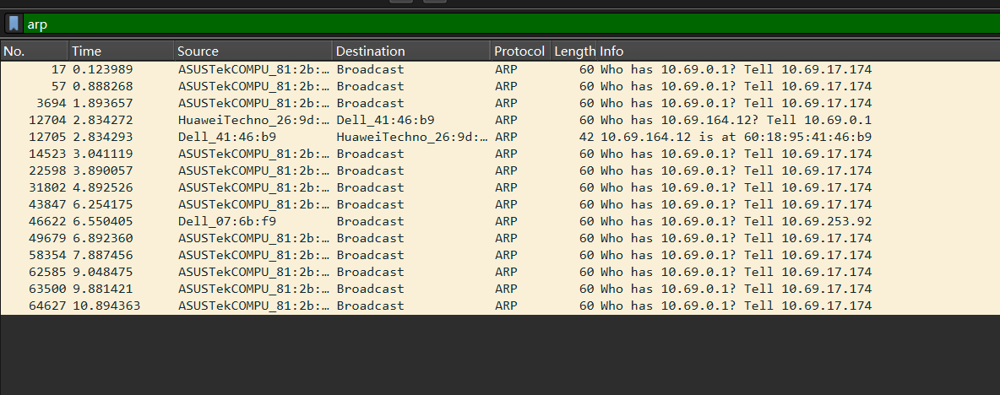 arp
No. Time Source Destination Protocol Length Info
17 0.123989 ASUSTekCOMPU_81:2b:… Broadcast ARP 60 Who has 10.69.0.1? Tell 10.69.17.174
57 0.888268 ASUSTekCOMPU_81:2b:… Broadcast ARP 60 Who has 10.69.0.1? Tell 10.69.17.174
3694 1.893657 ASUSTekCOMPU_81:2b:… Broadcast ARP 60 Who has 10.69.0.1? Tell 10.69.17.174
12704 2.834272 HuaweiTechno_26:9d:… Dell_41:46:b9 ARP 60 Who has 10.69.164.12? Tell 10.69.0.1
12705 2.834293 Dell_41:46:b9 HuaweiTechno_26:9d:… ARP 42 10.69.164.12 is at 60:18:95:41:46:b9
14523 3.041119 ASUSTekCOMPU_81:2b:… Broadcast ARP 60 Who has 10.69.0.1? Tell 10.69.17.174
22598 3.890057 ASUSTekCOMPU_81:2b:… Broadcast ARP 60 Who has 10.69.0.1? Tell 10.69.17.174
31802 4.892526 ASUSTekCOMPU_81:2b:… Broadcast ARP 60 Who has 10.69.0.1? Tell 10.69.17.174
43847 6.254175 ASUSTekCOMPU_81:2b:… Broadcast ARP 60 Who has 10.69.0.1? Tell 10.69.17.174
46622 6.550405 Dell_07:6b:f9 Broadcast ARP 60 Who has 10.69.0.1? Tell 10.69.253.92
49679 6.892360 ASUSTekCOMPU_81:2b:… Broadcast ARP 60 Who has 10.69.0.1? Tell 10.69.17.174
58354 7.887456 ASUSTekCOMPU_81:2b:… Broadcast ARP 60 Who has 10.69.0.1? Tell 10.69.17.174
62585 9.048475 ASUSTekCOMPU_81:2b:… Broadcast ARP 60 Who has 10.69.0.1? Tell 10.69.17.174
63500 9.881421 ASUSTekCOMPU_81:2b:… Broadcast ARP 60 Who has 10.69.0.1? Tell 10.69.17.174
64627 10.894363 ASUSTekCOMPU_81:2b:… Broadcast ARP 60 Who has 10.69.0.1? Tell 10.69.17.174